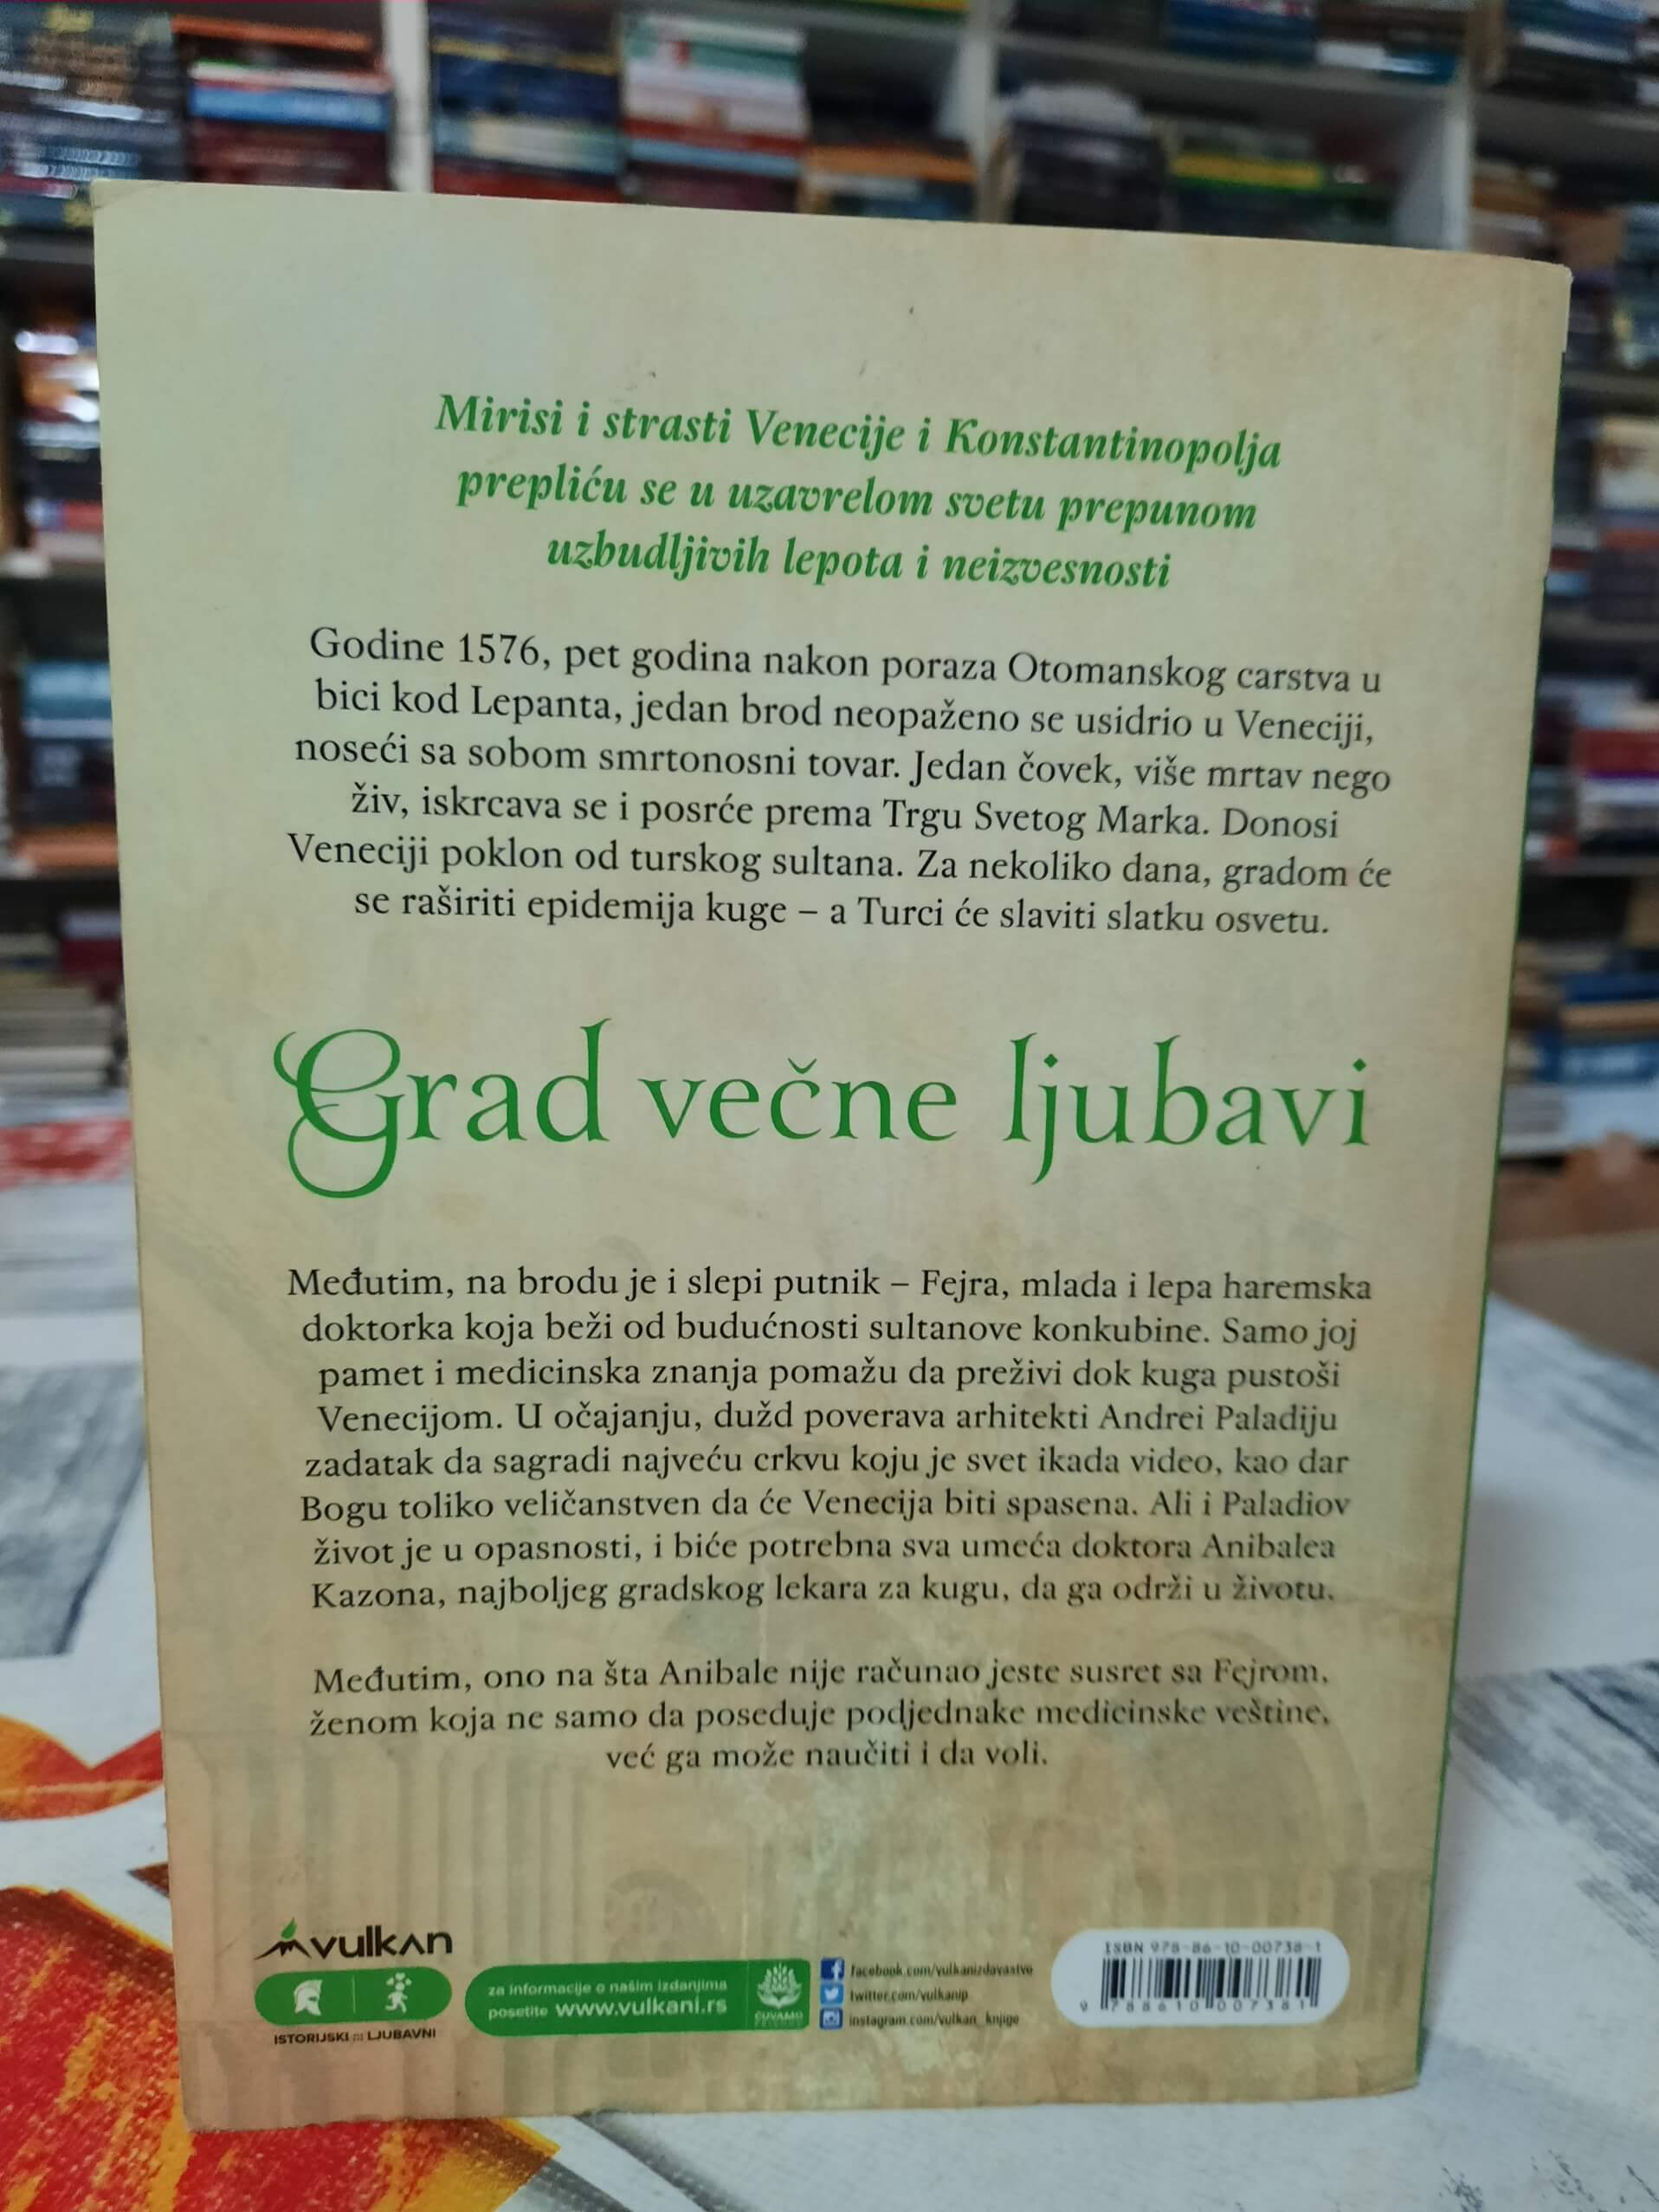 Mirisi i strasti Venecije i Konstantinopolja
prepliću se u uzavrelom svetu prepunom
uzbudljivih lepota i neizvesnosti
Godine 1576, pet godina nakon poraza Otomanskog carstva u
bici kod Lepanta, jedan brod neopaženo se usidrio u Veneciji,
noseći sa sobom smrtonosni tovar. Jedan čovek, više mrtav nego
živ, iskrcava se i posrće prema Trgu Svetog Marka. Donosi
Veneciji poklon od turskog sultana. Za nekoliko dana, gradom će
se raširiti epidemija kuge – a Turci će slaviti slatku osvetu.
Grad večne ljubavi
Međutim, na brodu je i slepi putnik – Fejra, mlada i lepa haremska
doktorka koja beži od budućnosti sultanove konkubine. Samo joj
pamet i medicinska znanja pomažu da preživi dok kuga pustoši
Venecijom. U očajanju, dužd poverava arhitekti Andrei Paladiju
zadatak da sagradi najveću crkvu koju je svet ikada video, kao dar
Bogu toliko veličanstven da će Venecija biti spasena. Ali i Paladiov
život je u opasnosti, i biće potrebna sva umeća doktora Anibalea
Kazona, najboljeg gradskog lekara za kugu, da ga održi u životu.
Međutim, ono na šta Anibale nije računao jeste susret sa Fejrom,
ženom koja ne samo da poseduje podjednake medicinske veštine,
već ga može naučiti i da voli.
vulkan
ISTORIJSKI ::: LJUBAVNI
za informacije o našim izdanjima
posetite www.vulkani.rs
ČUVAMO
facebook.com/vulkanizdavastvo
twitter.com/vulkanip
instagram.com/vulkan_knjige
ISBN 978-86-10-00738-1
9 788610 007381